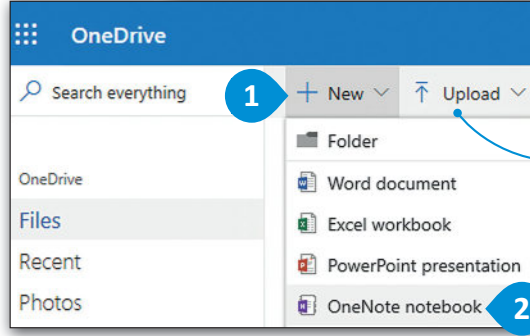 OneDrive
Search everything
1
New
Upload
Folder
OneDrive
Word document
Files
Excel workbook
Recent
PowerPoint presentation
Photos
OneNote notebook
2